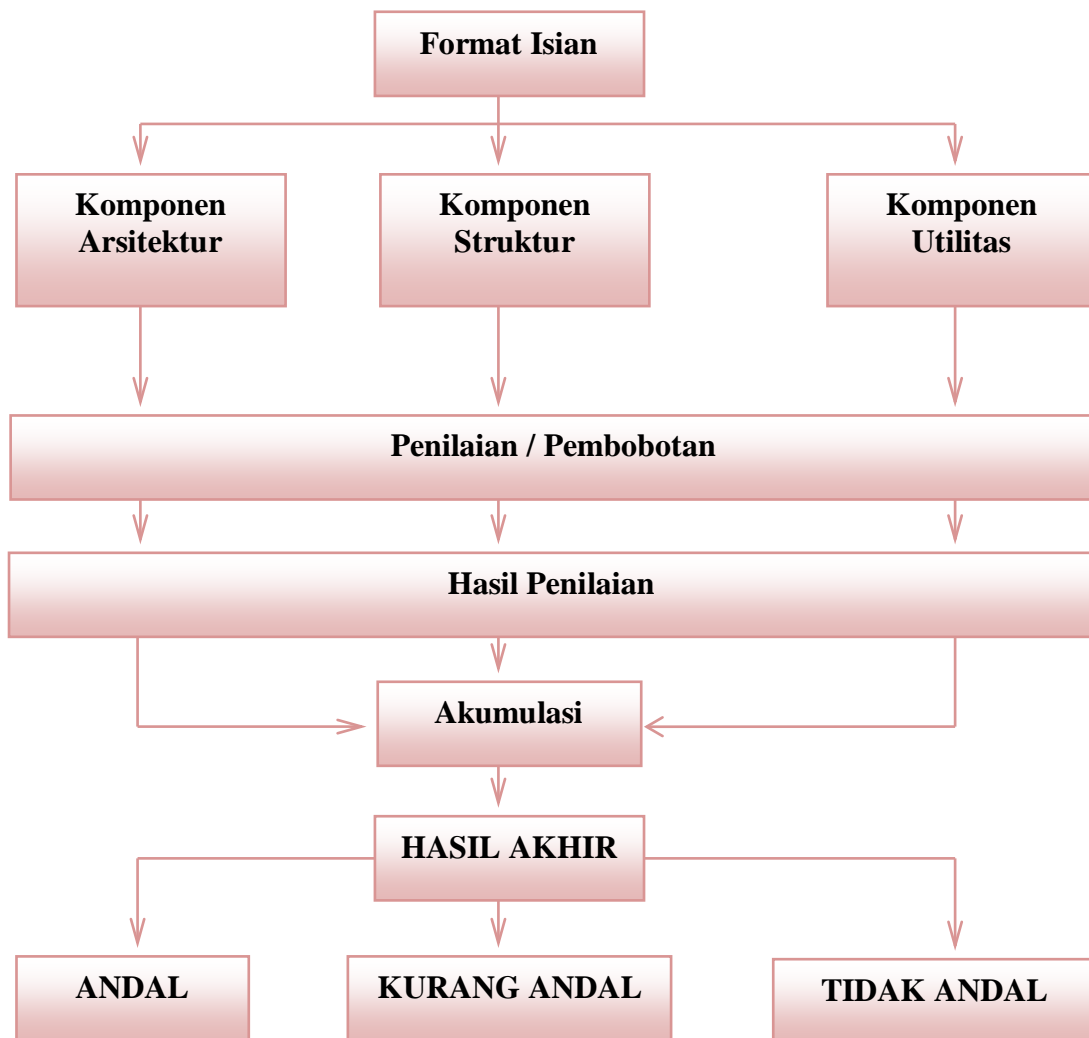 Format Isian
Komponen
Arsitektur
Komponen
Struktur
Komponen
Utilitas
Penilaian / Pembobotan
Hasil Penilaian
Akumulasi
HASIL AKHIR
ANDAL
KURANG ANDAL
TIDAK ANDAL